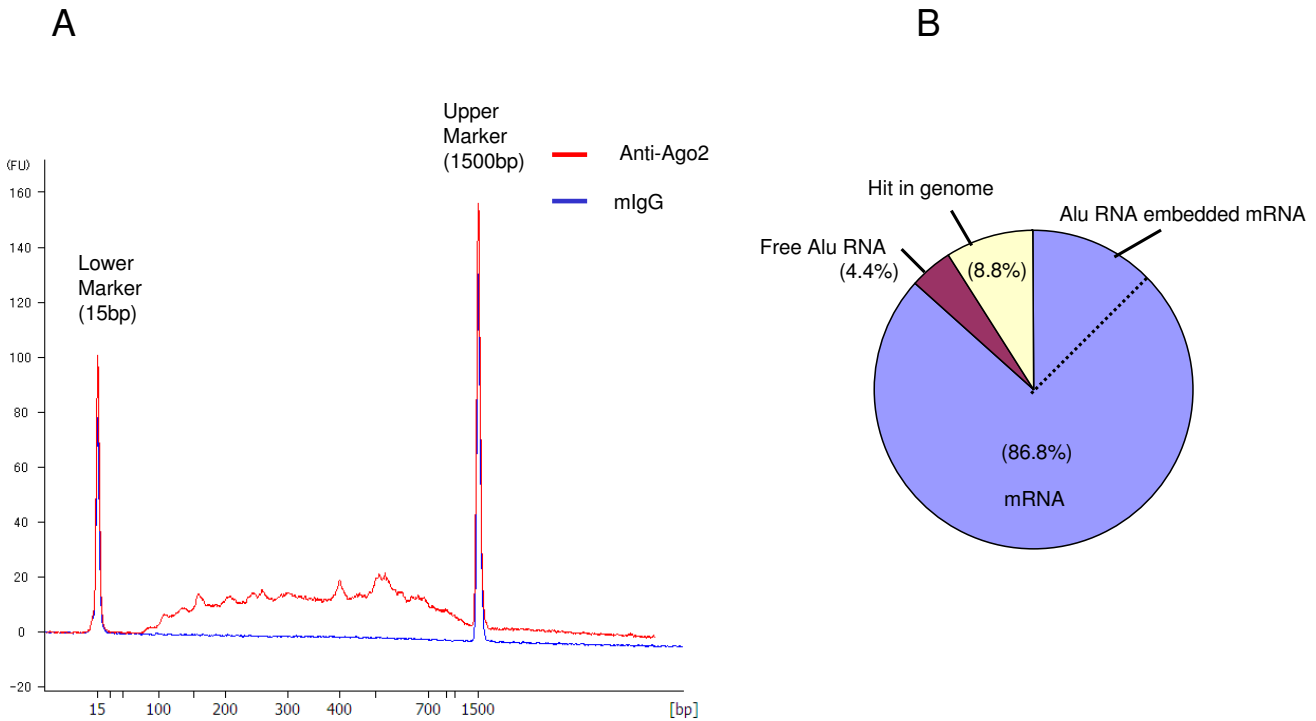 A
B
Upper
Marker
(1500bp)
Anti-Ago2
mIgG
Lower
Marker
(15bp)
(FU)
160
140
120
100
80
60
40
20
0
-20
15
100
200
300
400
700
1500
[bp]
Hit in genome
Alu RNA embedded mRNA
Free Alu RNA
(4.4%)
(8.8%)
(86.8%)
mRNA